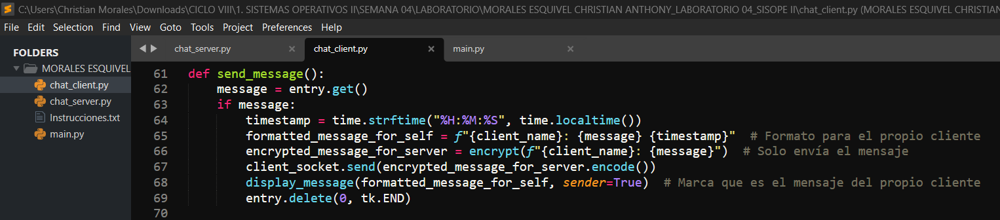 C:\Users\Christian Morales\Downloads\CICLO VIII\1. SISTEMAS OPERATIVOS II\SEMANA 04\LABORATORIO\MORALES ESQUIVEL CHRISTIAN ANTHONY_LABORATORIO 04_SISOPE II\chat_client.py (MORALES ESQUIVEL CHRISTIAN
File Edit Selection Find View Goto Tools Project Preferences Help
FOLDERS
MORALES ESQUIVEL
chat_client.py
chat_server.py
Instrucciones.txt
main.py
chat_server.py × chat_client.py × main.py ×
61 def send_message():
62     message = entry.get()
63     if message:
64         timestamp = time.strftime("%H:%M:%S", time.localtime())
65         formatted_message_for_self = f"{client_name}: {message} {timestamp}"  # Formato para el propio cliente
66         encrypted_message_for_server = encrypt(f"{client_name}: {message}")  # Solo envía el mensaje
67         client_socket.send(encrypted_message_for_server.encode())
68         display_message(formatted_message_for_self, sender=True)  # Marca que es el mensaje del propio cliente
69         entry.delete(0, tk.END)
70